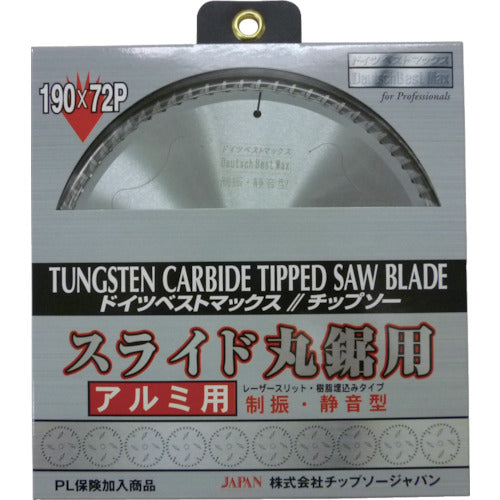 190×72P
ドイツベストマックス
Deutsch Best Max
for Professionals
ドイツベストマックス
Deutsch Best Max
制振・静音型
TUNGSTEN CARBIDE TIPPED SAW BLADE
ドイツベストマックス//チップソー
スライド丸鋸用
アルミ用
レーザースリット・樹脂埋込みタイプ
制振・静音型
PL保険加入商品
JAPAN 株式会社チップソージャパン